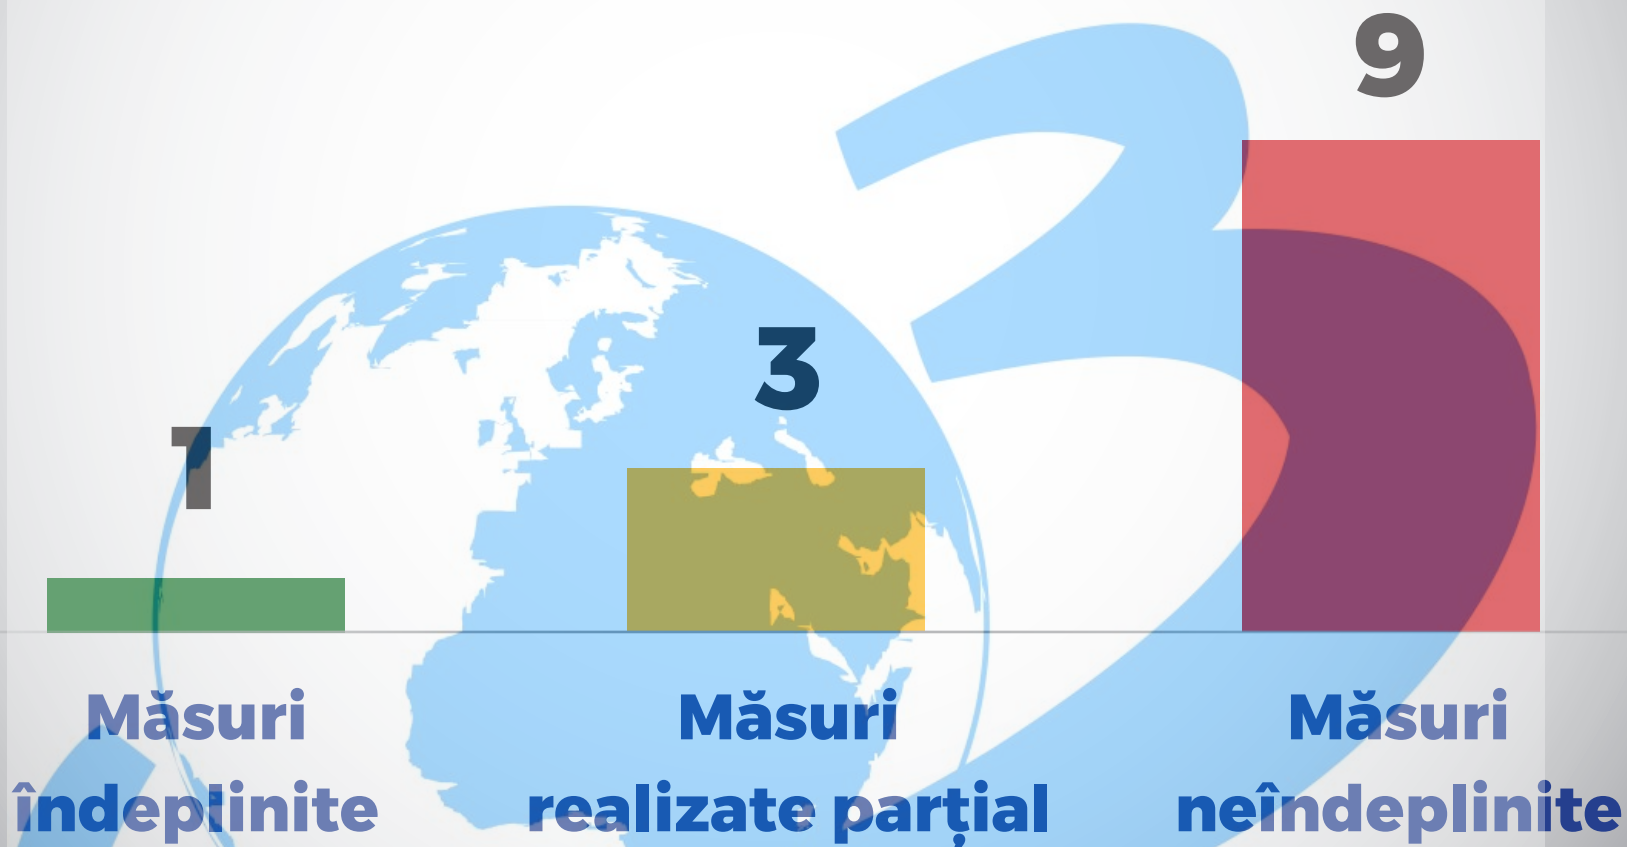 9
3
1
Măsuri îndeplinite
Măsuri realizate parțial
Măsuri neîndeplinite